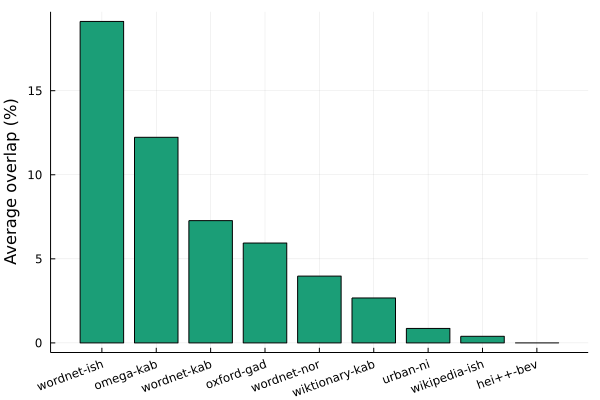 Average overlap (%)
15
10
5
0
wordnet-ish
omega-kab
wordnet-kab
oxford-gad
wordnet-nor
wiktionary-kab
urban-ni
wikipedia-ish
hei++-bev